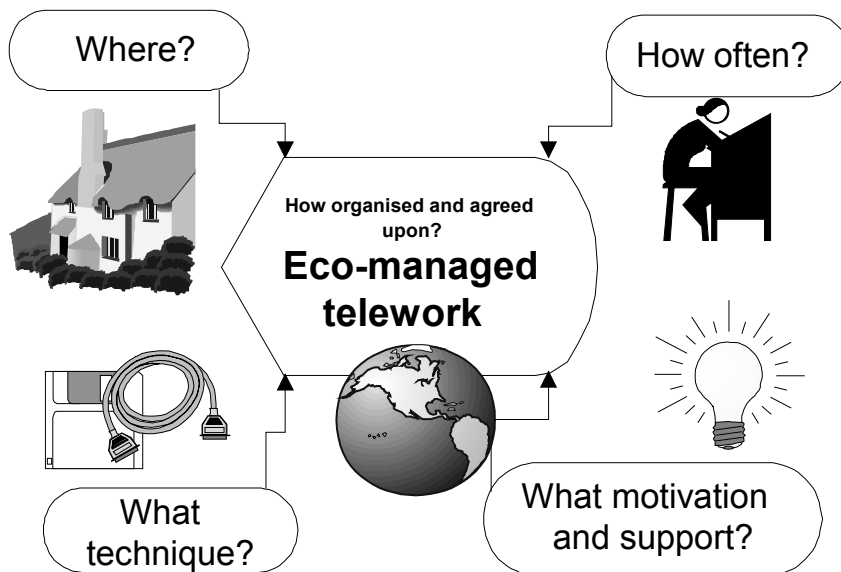 Where?
How often?
How organised and agreed
upon?
Eco-managed
telework
What
technique?
What motivation
and support?